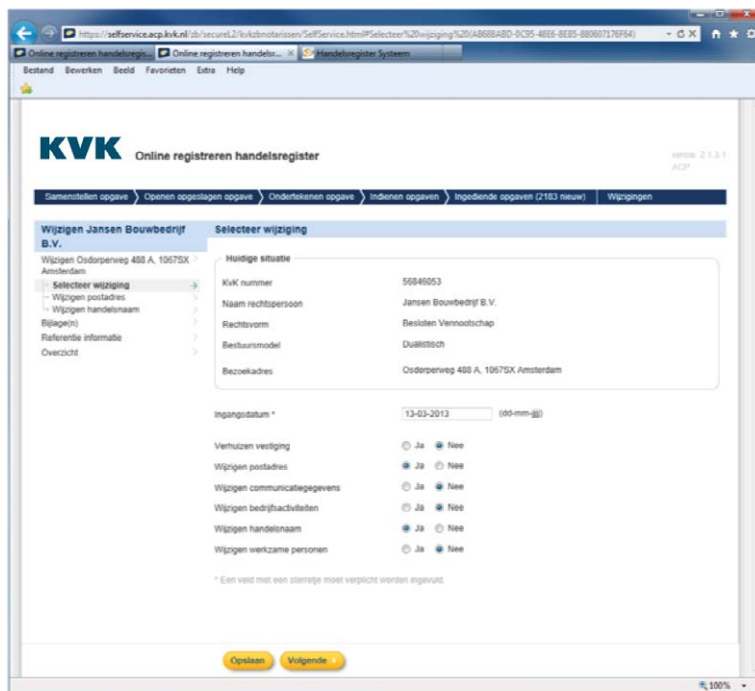 https://selfservice.acp.kvk.nl/zb/secureL2/kvkzbnotarissen/SelfService.html#Selecteer%20wijziging%20(AB688ABD-0C95-48E6-8EB5-880607176F64)
Online registreren handelsregis... Online registreren handelsr... Handelsregister Systeem
Bestand Bewerken Beeld Favorieten Extra Help
KVK Online registreren handelsregister
versie: 2.1.3.1
ACP
Samenstellen opgave Openen opgeslagen opgave Ondertekenen opgave Indienen opgaven Ingediende opgaven (2183 nieuw) Wijzigingen
Wijzigen Jansen Bouwbedrijf B.V.
Wijzigen Osdorperweg 488 A, 1067SX Amsterdam
Selecteer wijziging
Wijzigen postadres
Wijzigen handelsnaam
Bijlage(n)
Referentie informatie
Overzicht
Selecteer wijziging
Huidige situatie
KvK nummer 56846053
Naam rechtspersoon Jansen Bouwbedrijf B.V.
Rechtsvorm Besloten Vennootschap
Bestuursmodel Dualistisch
Bezoekadres Osdorperweg 488 A, 1067SX Amsterdam
Ingangsdatum * 13-03-2013 (dd-mm-jjjj)
Verhuizen vestiging Ja Nee
Wijzigen postadres Ja Nee
Wijzigen communicatiegegevens Ja Nee
Wijzigen bedrijfsactiviteiten Ja Nee
Wijzigen handelsnaam Ja Nee
Wijzigen werkzame personen Ja Nee
* Een veld met een sterretje moet verplicht worden ingevuld.
Opslaan Volgende
100%